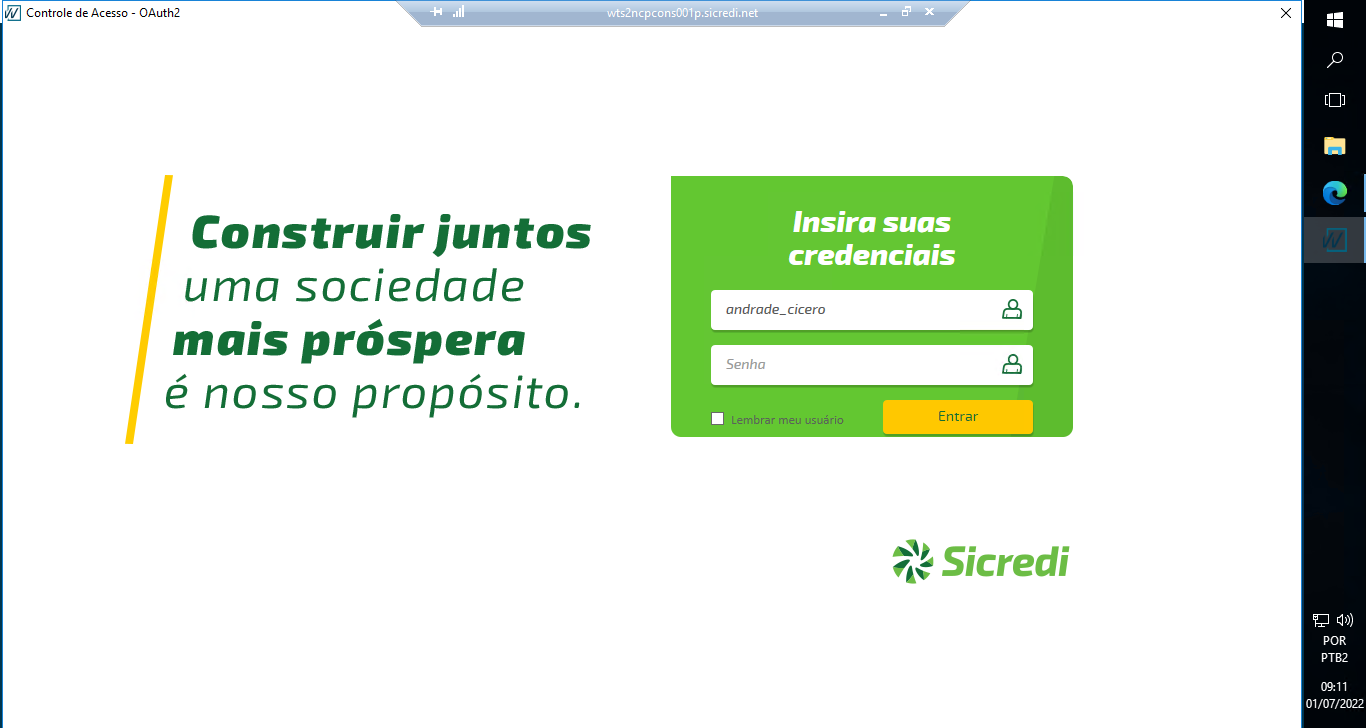 Controle de Acesso - OAuth2
wts2ncpcons001p.sicredi.net
Construir juntos
uma sociedade
mais próspera
é nosso propósito.
Insira suas
credenciais
andrade_cicero
Senha
Lembrar meu usuário
Entrar
Sicredi
POR
PTB2
09:11
01/07/2022